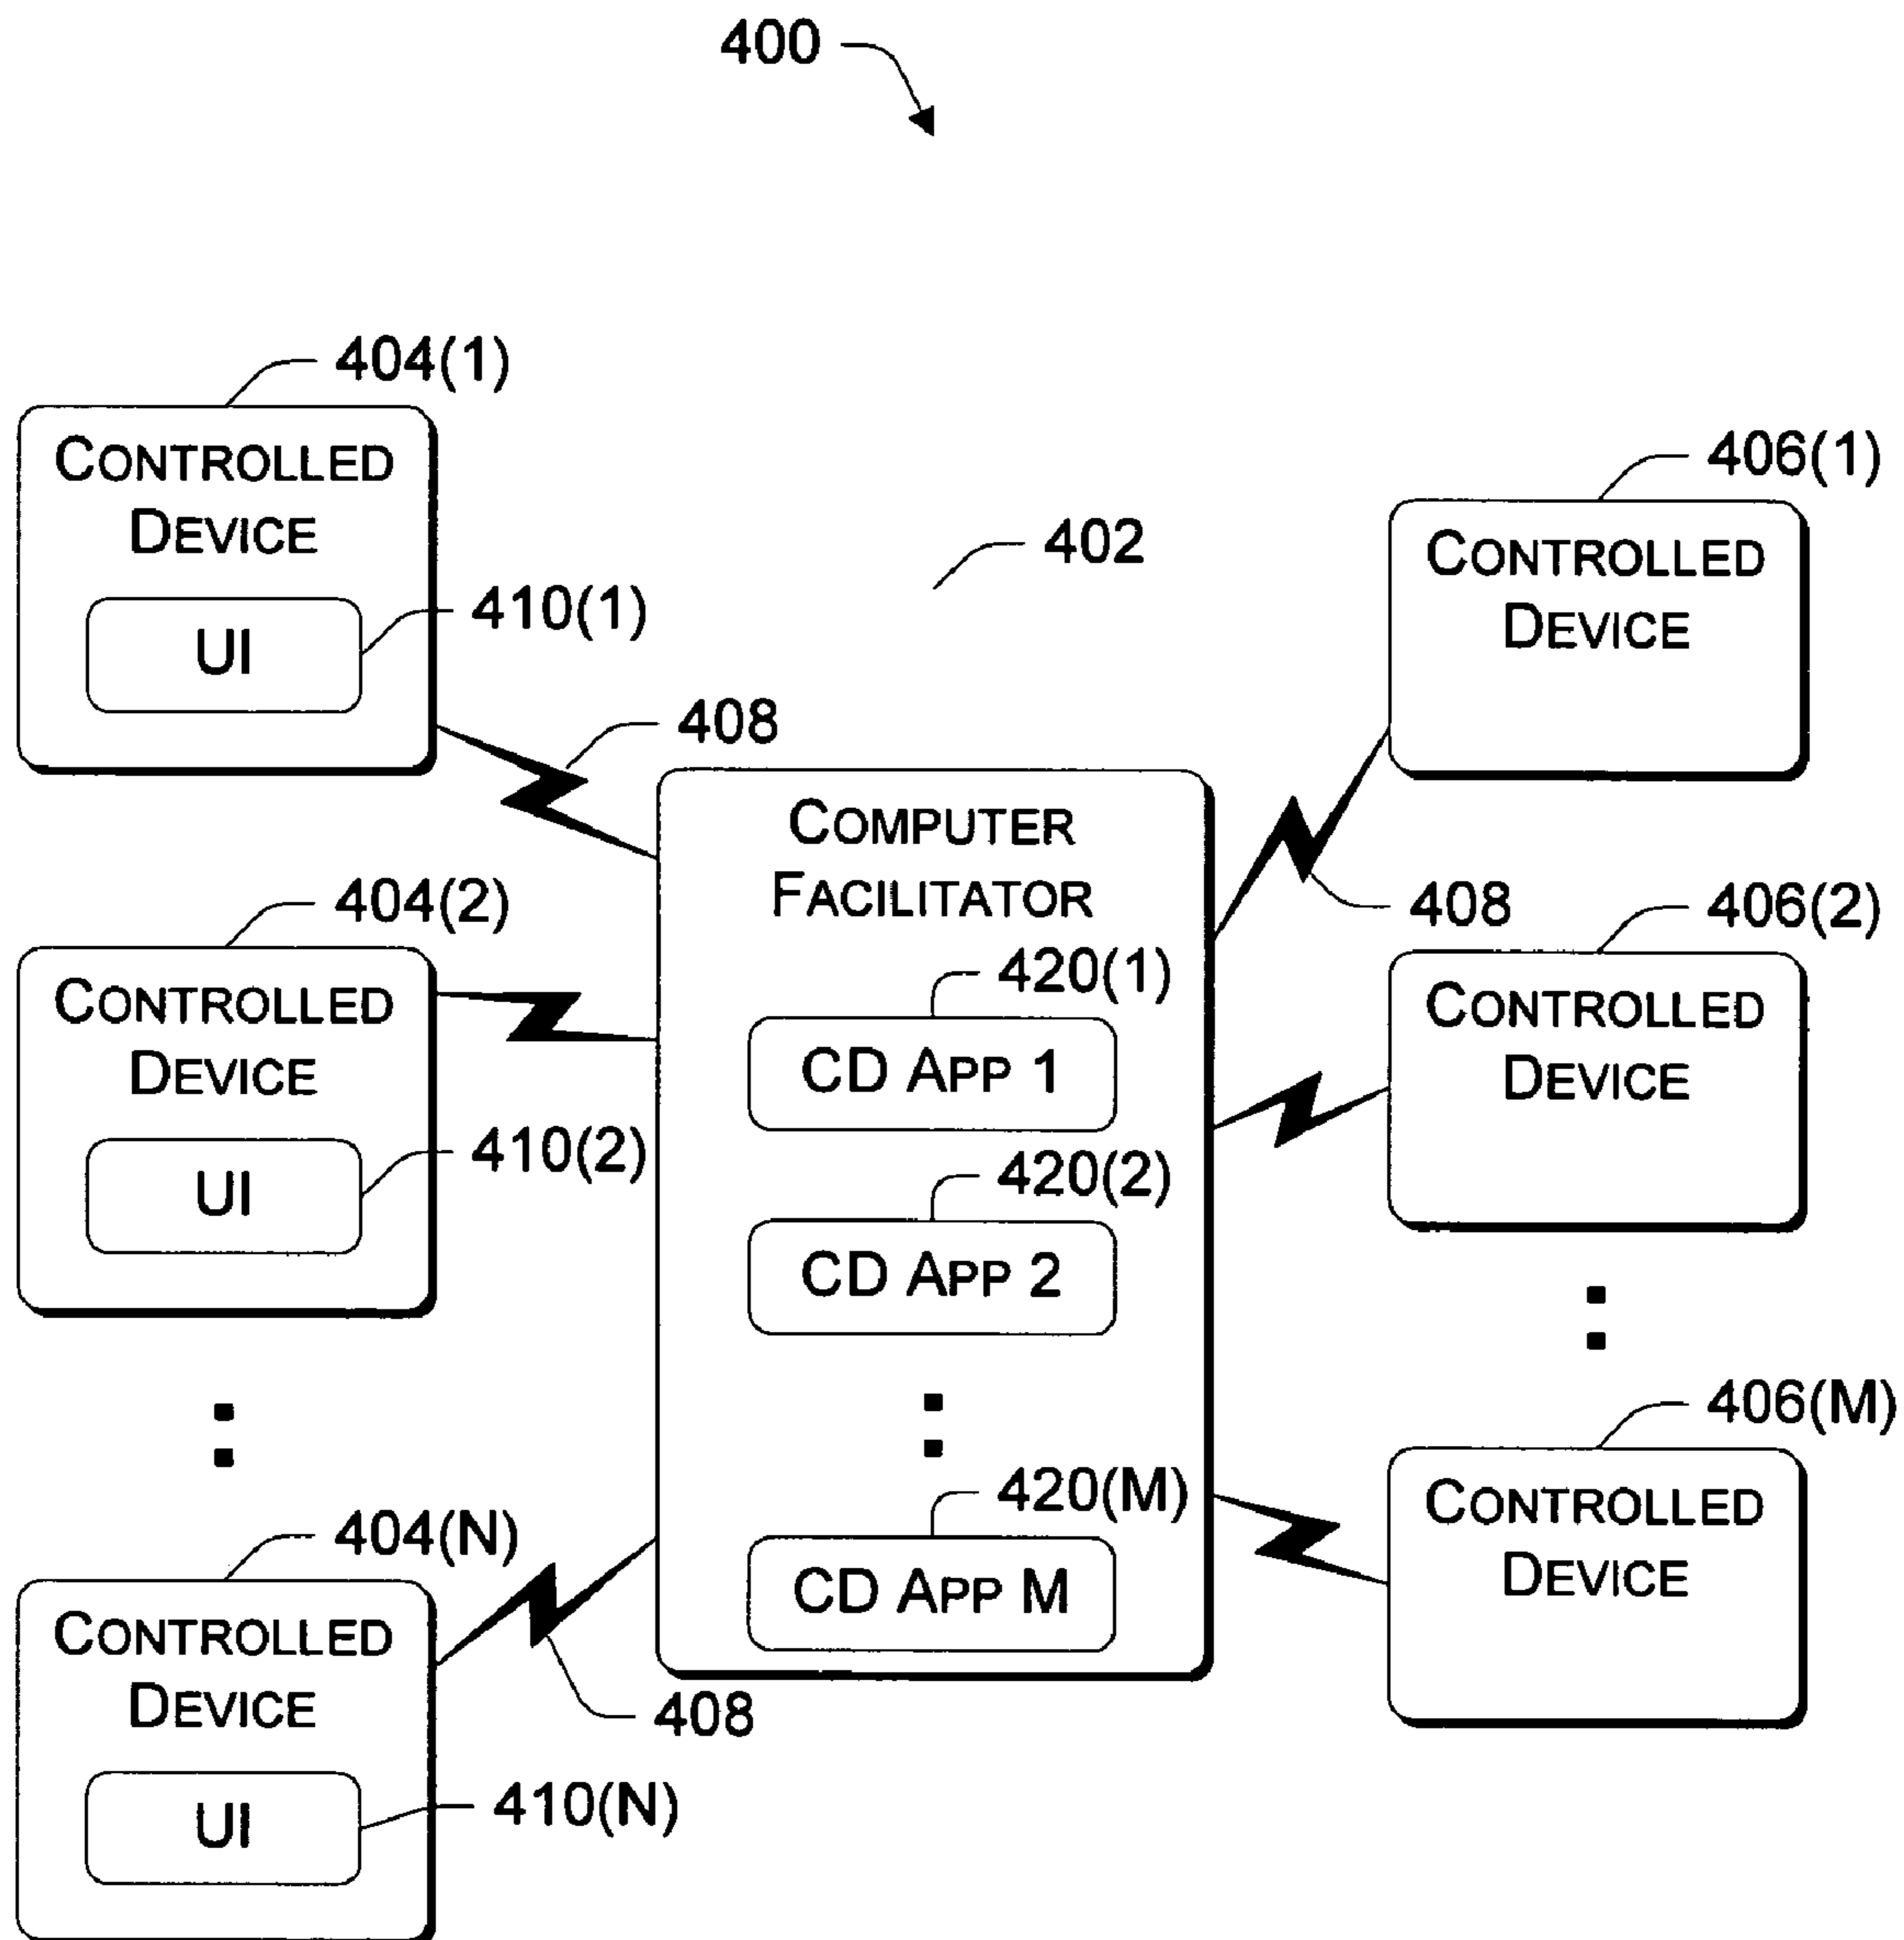 400
404(1)
CONTROLLED
DEVICE
UI
410(1)
408
402
406(1)
CONTROLLED
DEVICE
408
COMPUTER
FACILITATOR
420(1)
CD APP 1
420(2)
CD APP 2
420(M)
CD APP M
404(2)
CONTROLLED
DEVICE
UI
410(2)
406(2)
CONTROLLED
DEVICE
406(M)
CONTROLLED
DEVICE
404(N)
CONTROLLED
DEVICE
UI
410(N)
408